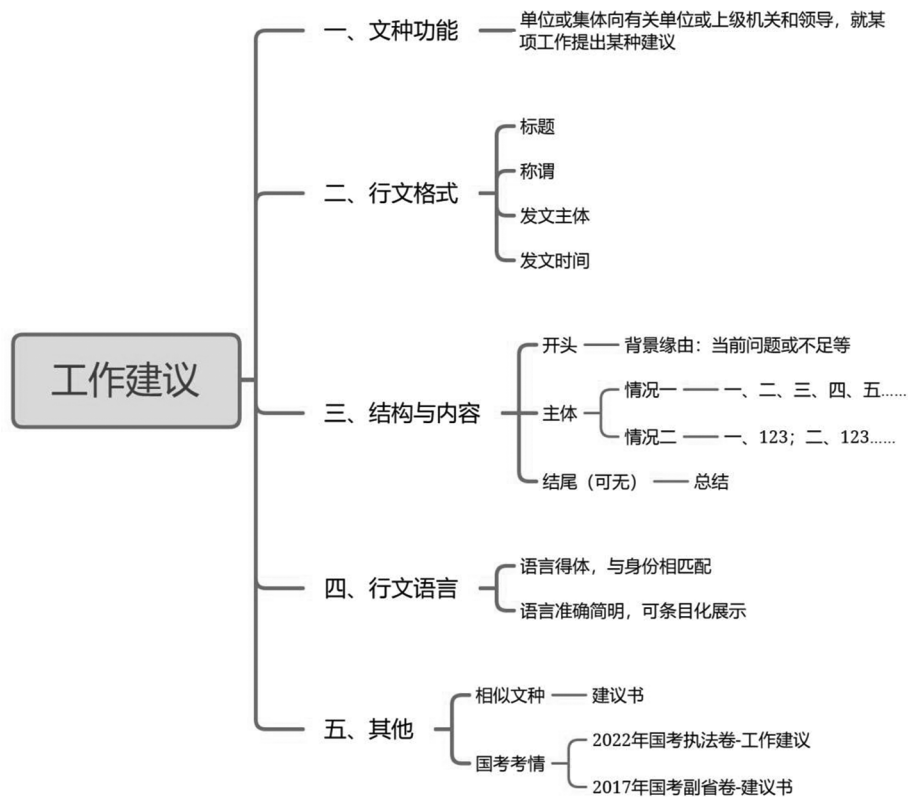 工作建议
一、文种功能
单位或集体向有关单位或上级机关和领导，就某
项工作提出某种建议
二、行文格式
标题
称谓
发文主体
发文时间
三、结构与内容
开头
背景缘由：当前问题或不足等
主体
情况一
一、二、三、四、五......
情况二
一、123；二、123......
结尾（可无）
总结
四、行文语言
语言得体，与身份相匹配
语言准确简明，可条目化展示
五、其他
相似文种
建议书
国考考情
2022年国考执法卷-工作建议
2017年国考副省卷-建议书